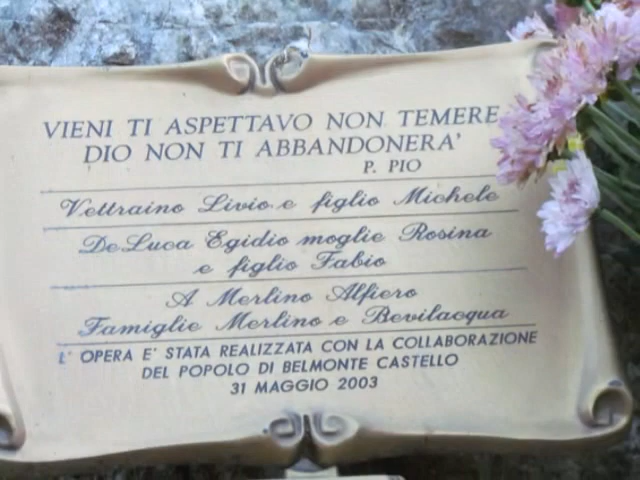 VIENI TI ASPETTAVO NON TEMERE
DIO NON TI ABBANDONERA'
P. PIO
Vettraino Livio e figlio Michele
De Luca Egidio moglie Rosina
e figlio Fabio
A Merlino Alfiero
Famiglie Merlino e Bevilacqua
L' OPERA E' STATA REALIZZATA CON LA COLLABORAZIONE
DEL POPOLO DI BELMONTE CASTELLO
31 MAGGIO 2003